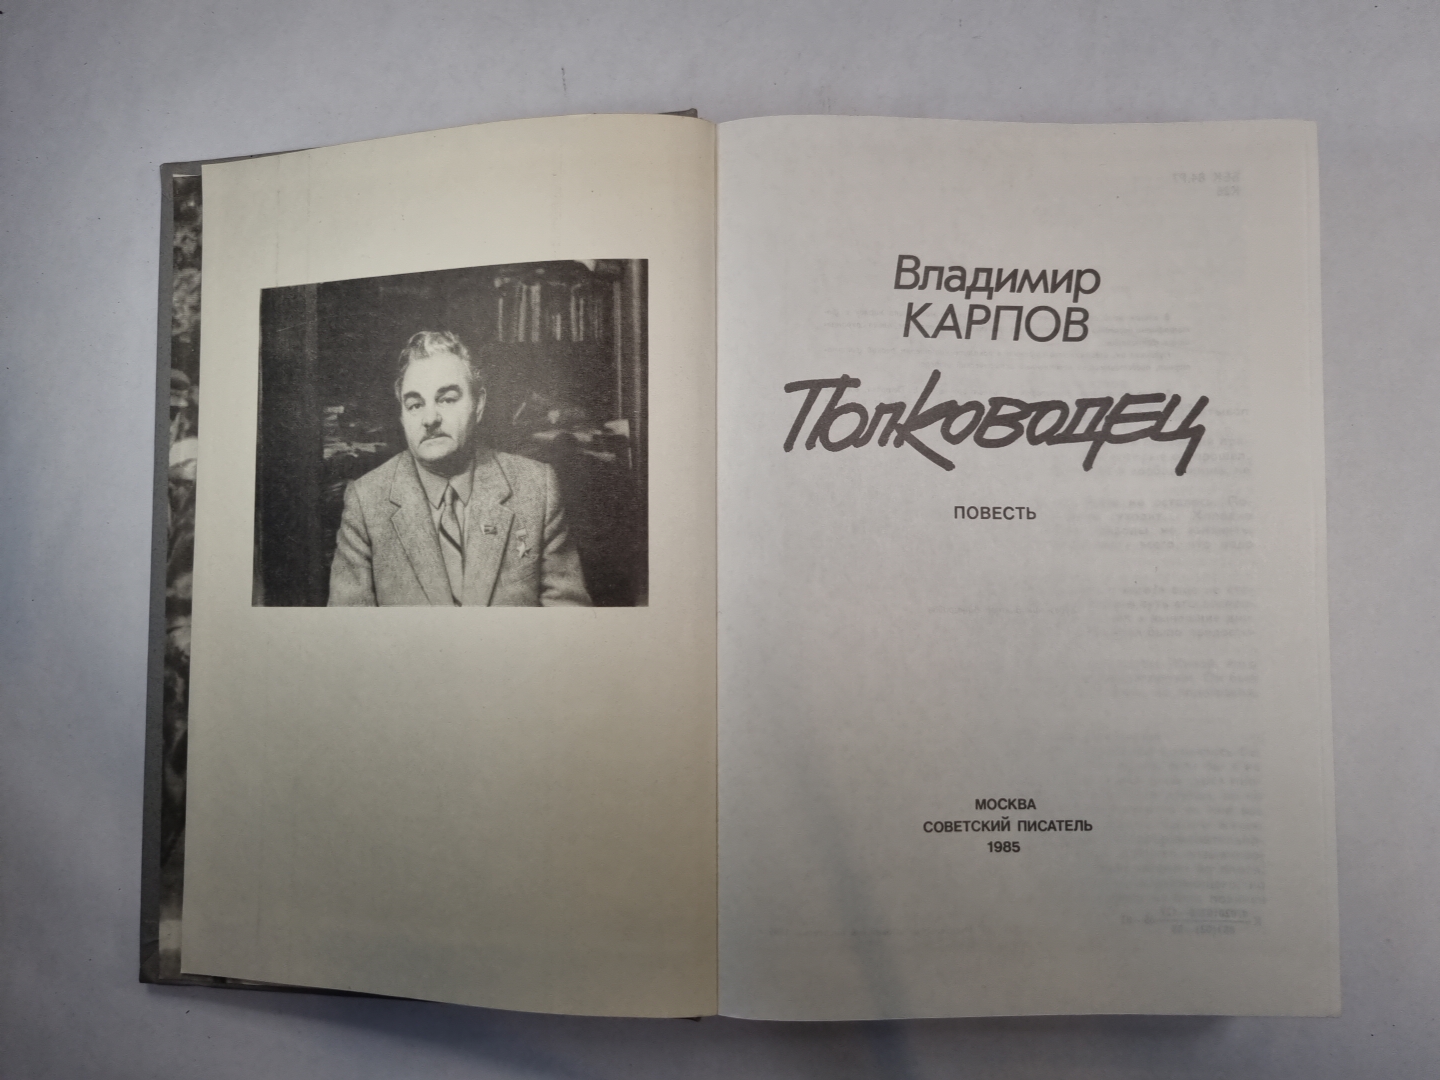 Владимир
КАРПОВ
Полководец
ПОВЕСТЬ
МОСКВА
СОВЕТСКИЙ ПИСАТЕЛЬ
1985